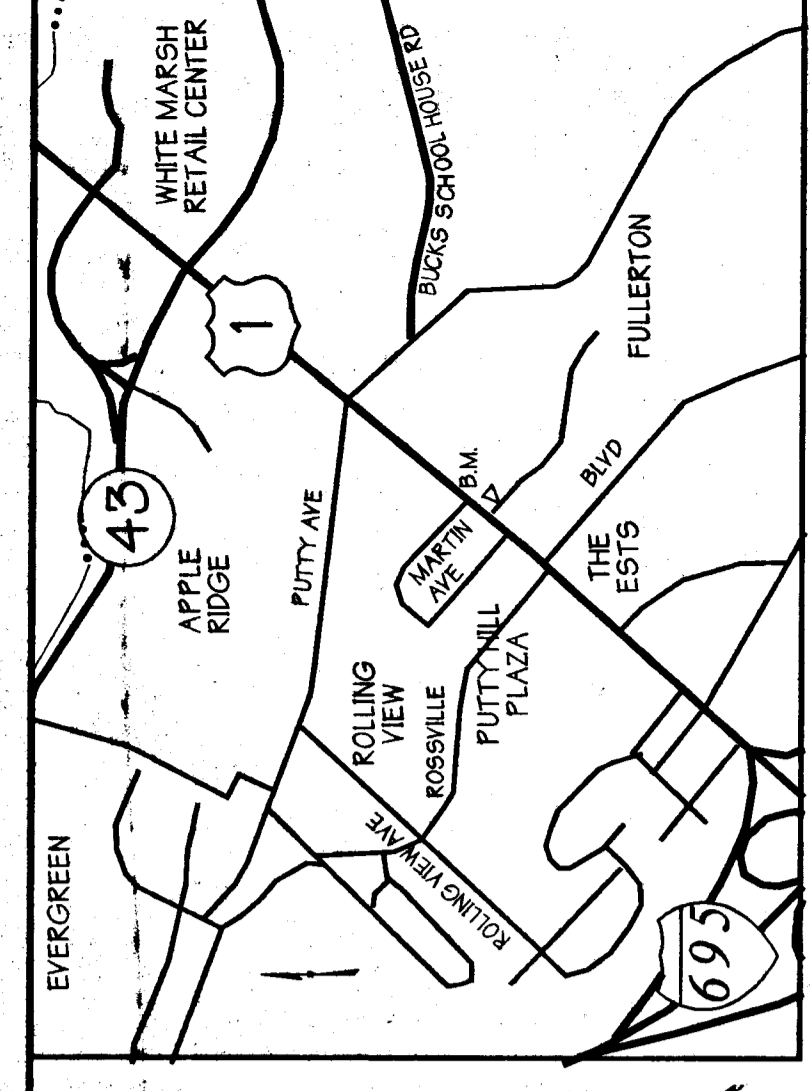 EVERGREEN
WHITE MARSH
RETAIL CENTER
43
1
APPLE
RIDGE
PUTTY AVE
BUCKS SCHOOL HOUSE RD
ROLLING
VIEW
ROSSVILLE
BLVD
ROLLING VIEW AVE
MARTIN
AVE
B.M.
PUTTY HILL
PLAZA
THE
ESTS
FULLERTON
695